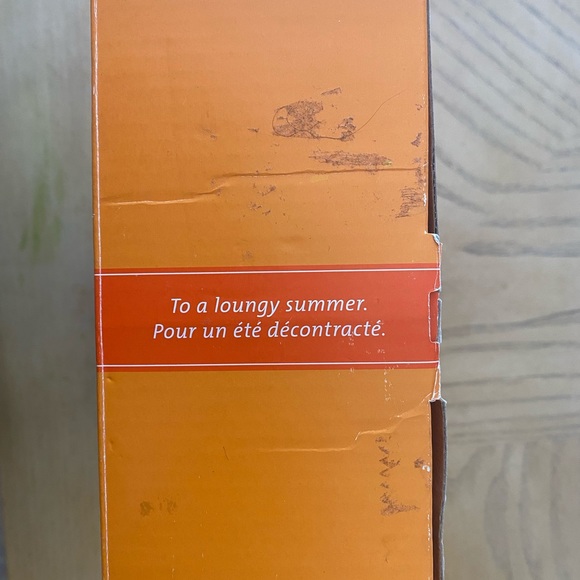 To a loungy summer.
Pour un été décontracté.